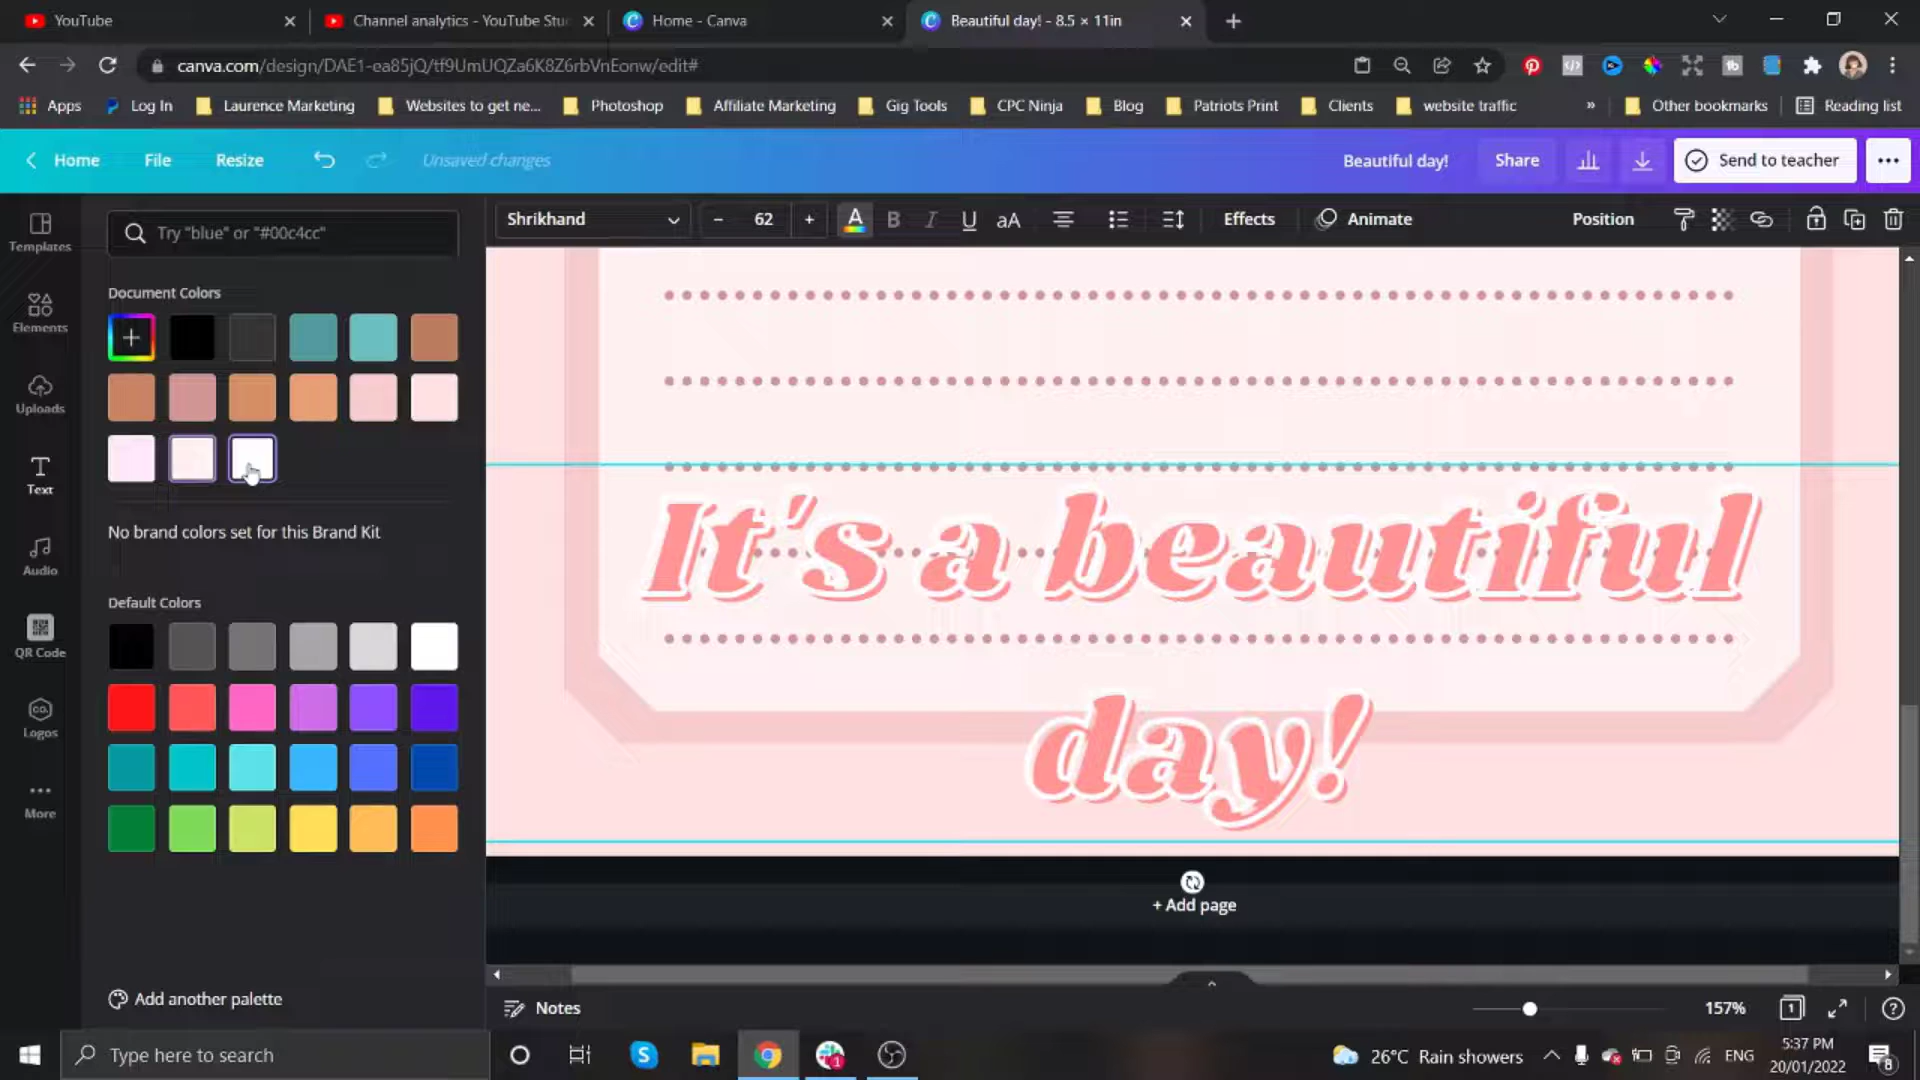 YouTube
Channel analytics - YouTube Stu
Home - Canva
Beautiful day! - 8.5 × 11in
canva.com/design/DAE1-ea85jQ/tf9UmUQZa6K8Z6rbVnEonw/edit#
Apps
Log In
Laurence Marketing
Websites to get ne...
Photoshop
Affiliate Marketing
Gig Tools
CPC Ninja
Blog
Patriots Print
Clients
website traffic
»
Other bookmarks
Reading list
Home
File
Resize
Unsaved changes
Beautiful day!
Share
Send to teacher
Templates
Elements
Uploads
Text
Audio
QR Code
Logos
More
Try "blue" or "#00c4cc"
Document Colors
No brand colors set for this Brand Kit
Default Colors
Add another palette
Shrikhand
− 62 +
A B I U aA
Effects
Animate
Position
It's a beautiful
day!
+ Add page
Notes
157%
1
Type here to search
26°C Rain showers
ENG
5:37 PM
20/01/2022
8